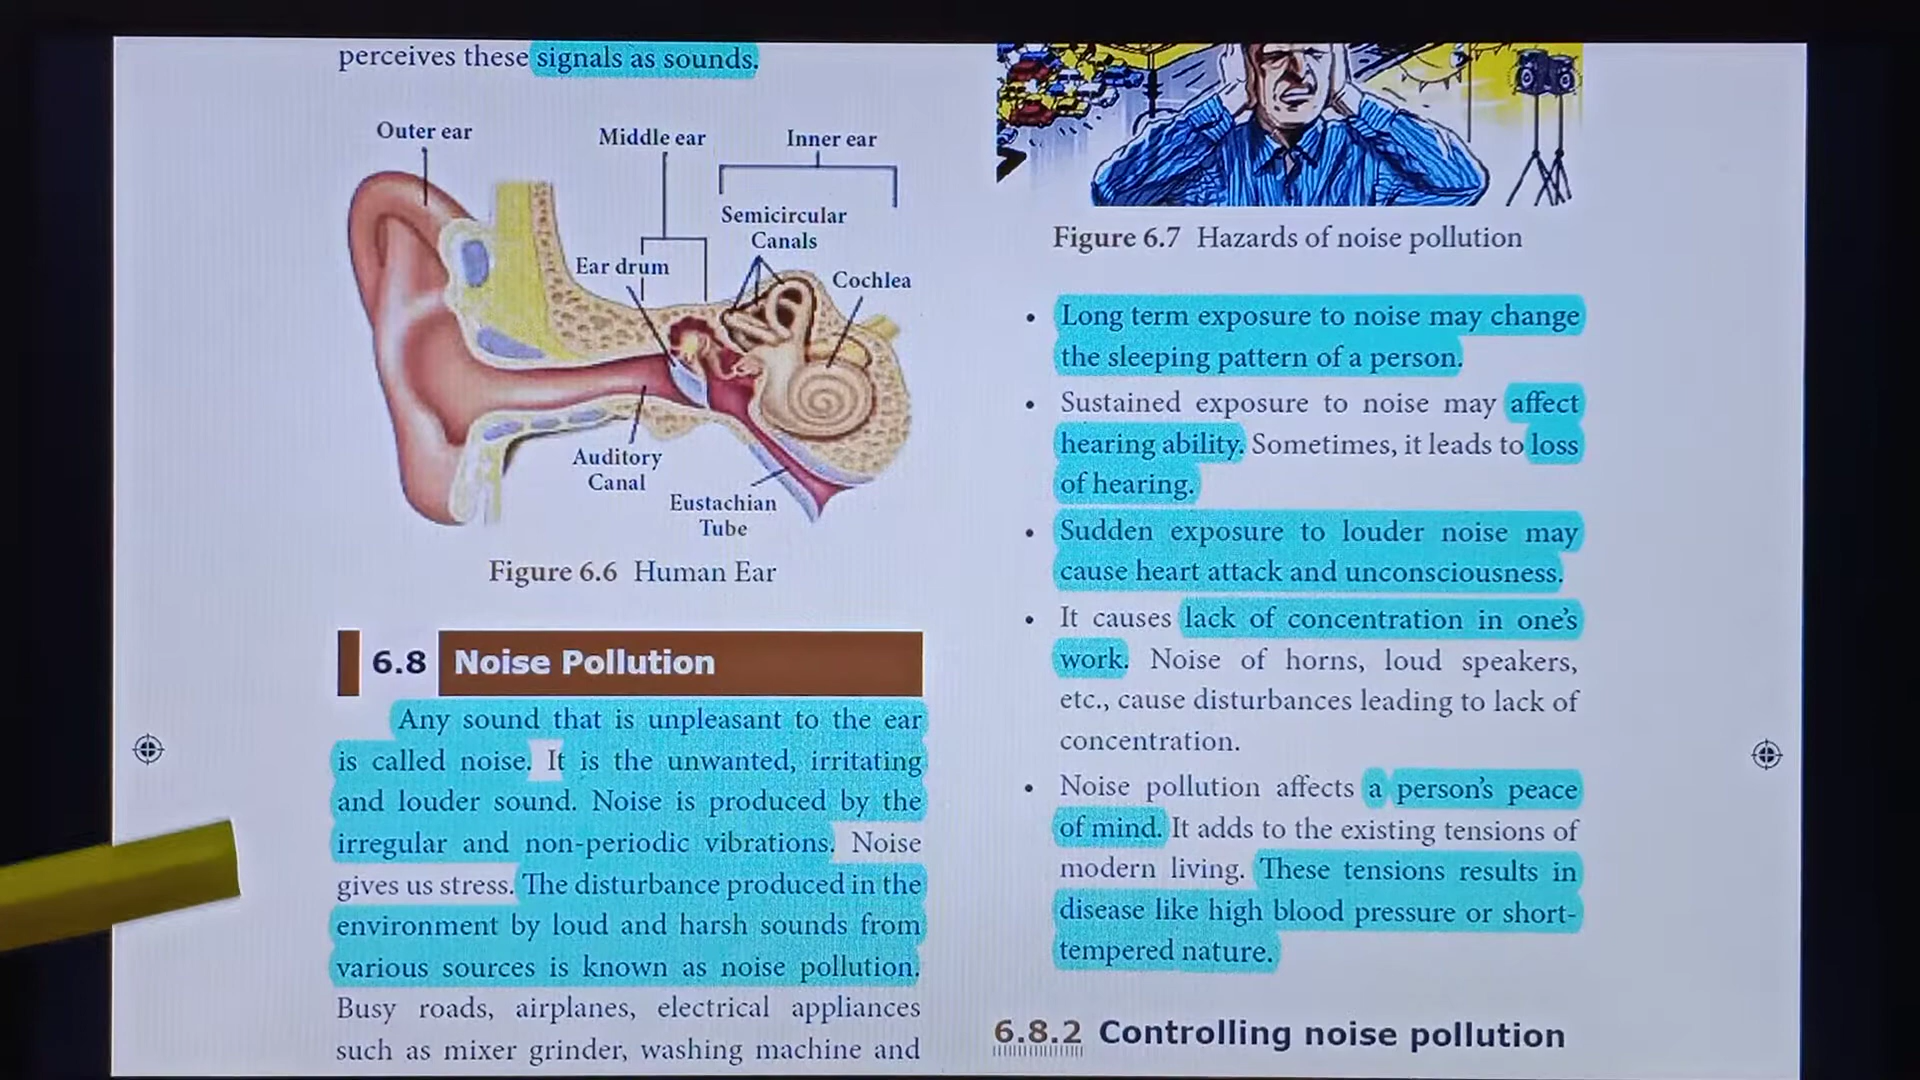 perceives these signals as sounds.
Outer ear
Middle ear
Inner ear
Semicircular
Canals
Ear drum
Cochlea
Auditory
Canal
Eustachian
Tube
Figure 6.6 Human Ear
6.8 Noise Pollution
Any sound that is unpleasant to the ear
is called noise. It is the unwanted, irritating
and louder sound. Noise is produced by the
irregular and non-periodic vibrations. Noise
gives us stress. The disturbance produced in the
environment by loud and harsh sounds from
various sources is known as noise pollution.
Busy roads, airplanes, electrical appliances
such as mixer grinder, washing machine and
Figure 6.7 Hazards of noise pollution
• Long term exposure to noise may change
the sleeping pattern of a person.
• Sustained exposure to noise may affect
hearing ability. Sometimes, it leads to loss
of hearing.
• Sudden exposure to louder noise may
cause heart attack and unconsciousness.
• It causes lack of concentration in one's
work. Noise of horns, loud speakers,
etc., cause disturbances leading to lack of
concentration.
• Noise pollution affects a person's peace
of mind. It adds to the existing tensions of
modern living. These tensions results in
disease like high blood pressure or short-
tempered nature.
6.8.2 Controlling noise pollution